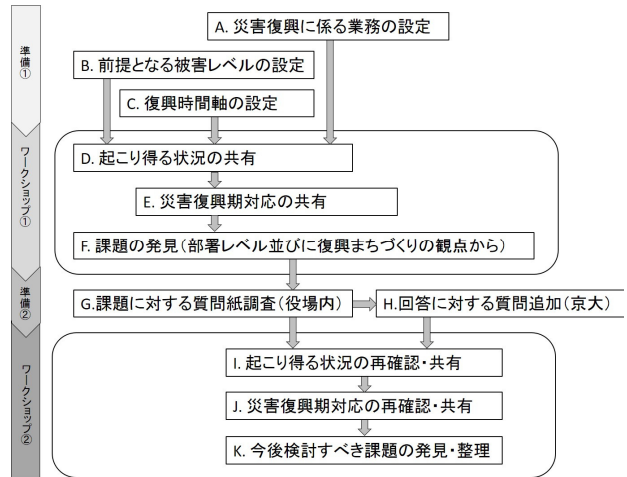 準備①
A. 災害復興に係る業務の設定
B. 前提となる被害レベルの設定
C. 復興時間軸の設定
ワークショップ①
D. 起こり得る状況の共有
E. 災害復興期対応の共有
F. 課題の発見(部署レベル並びに復興まちづくりの観点から)
準備②
G.課題に対する質問紙調査(役場内)
H.回答に対する質問追加(京大)
ワークショップ②
I. 起こり得る状況の再確認・共有
J. 災害復興期対応の再確認・共有
K. 今後検討すべき課題の発見・整理